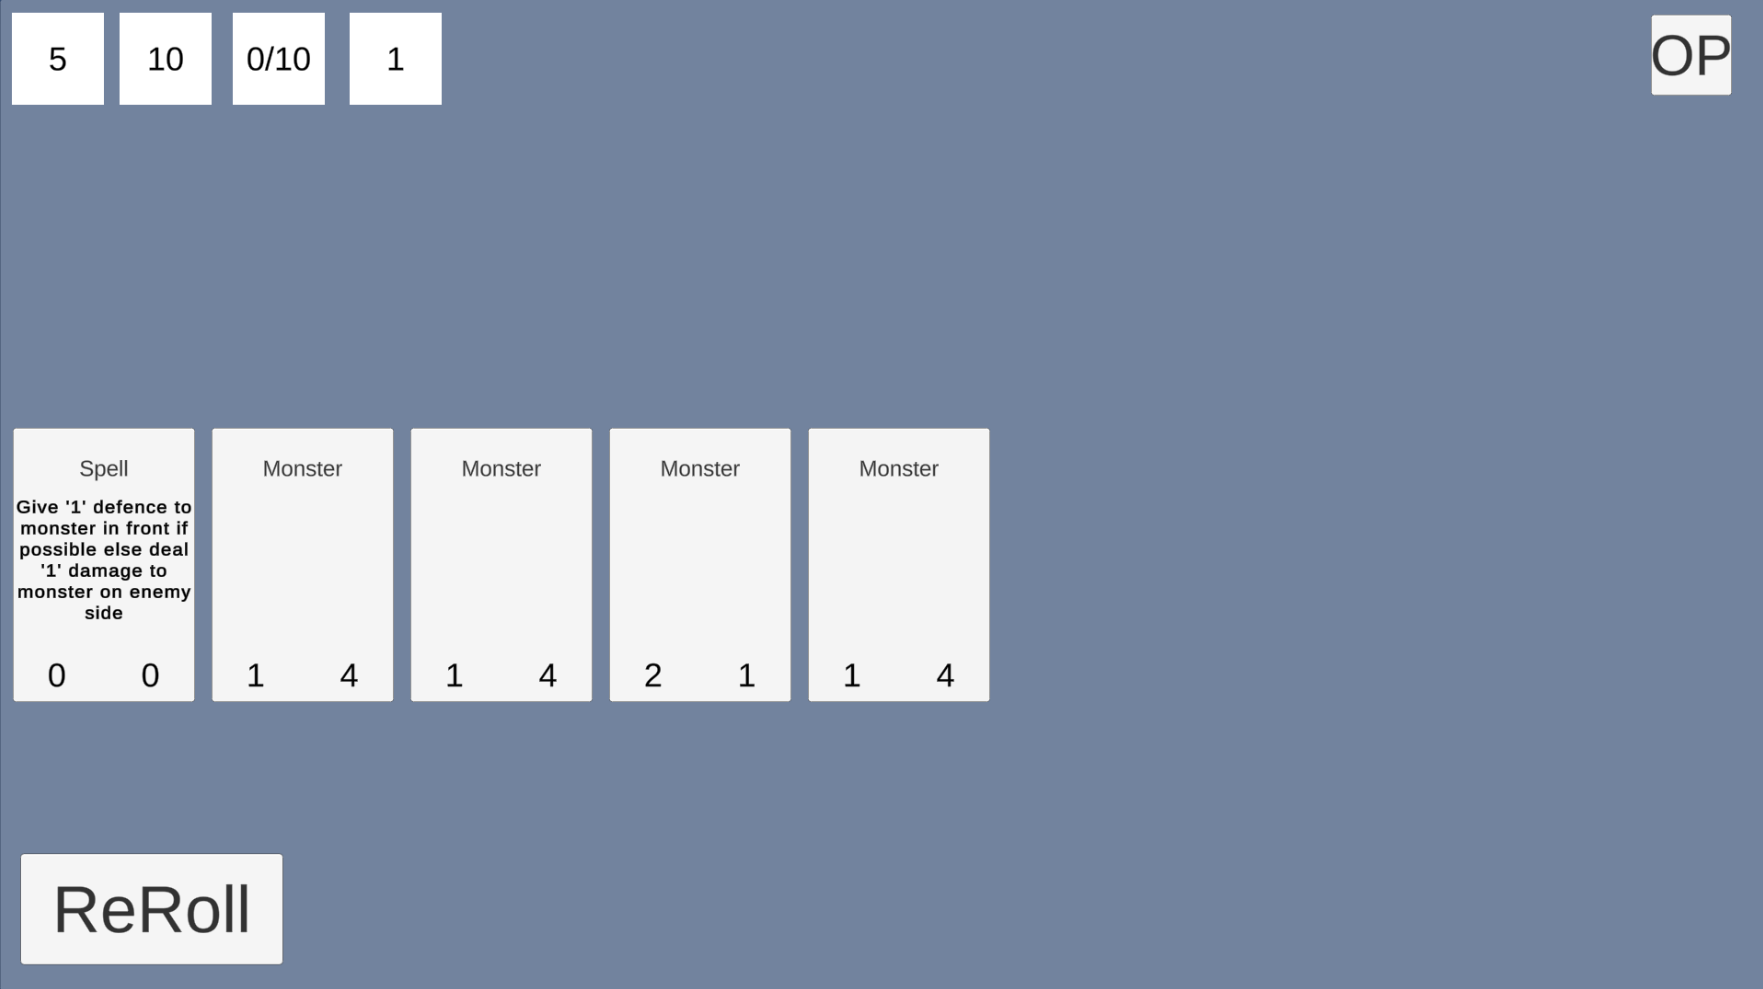 5 10 0/10 1 OP
Spell Monster Monster Monster Monster
Give '1' defence to
monster in front if
possible else deal
'1' damage to
monster on enemy
side
0 0 1 4 1 4 2 1 1 4
ReRoll